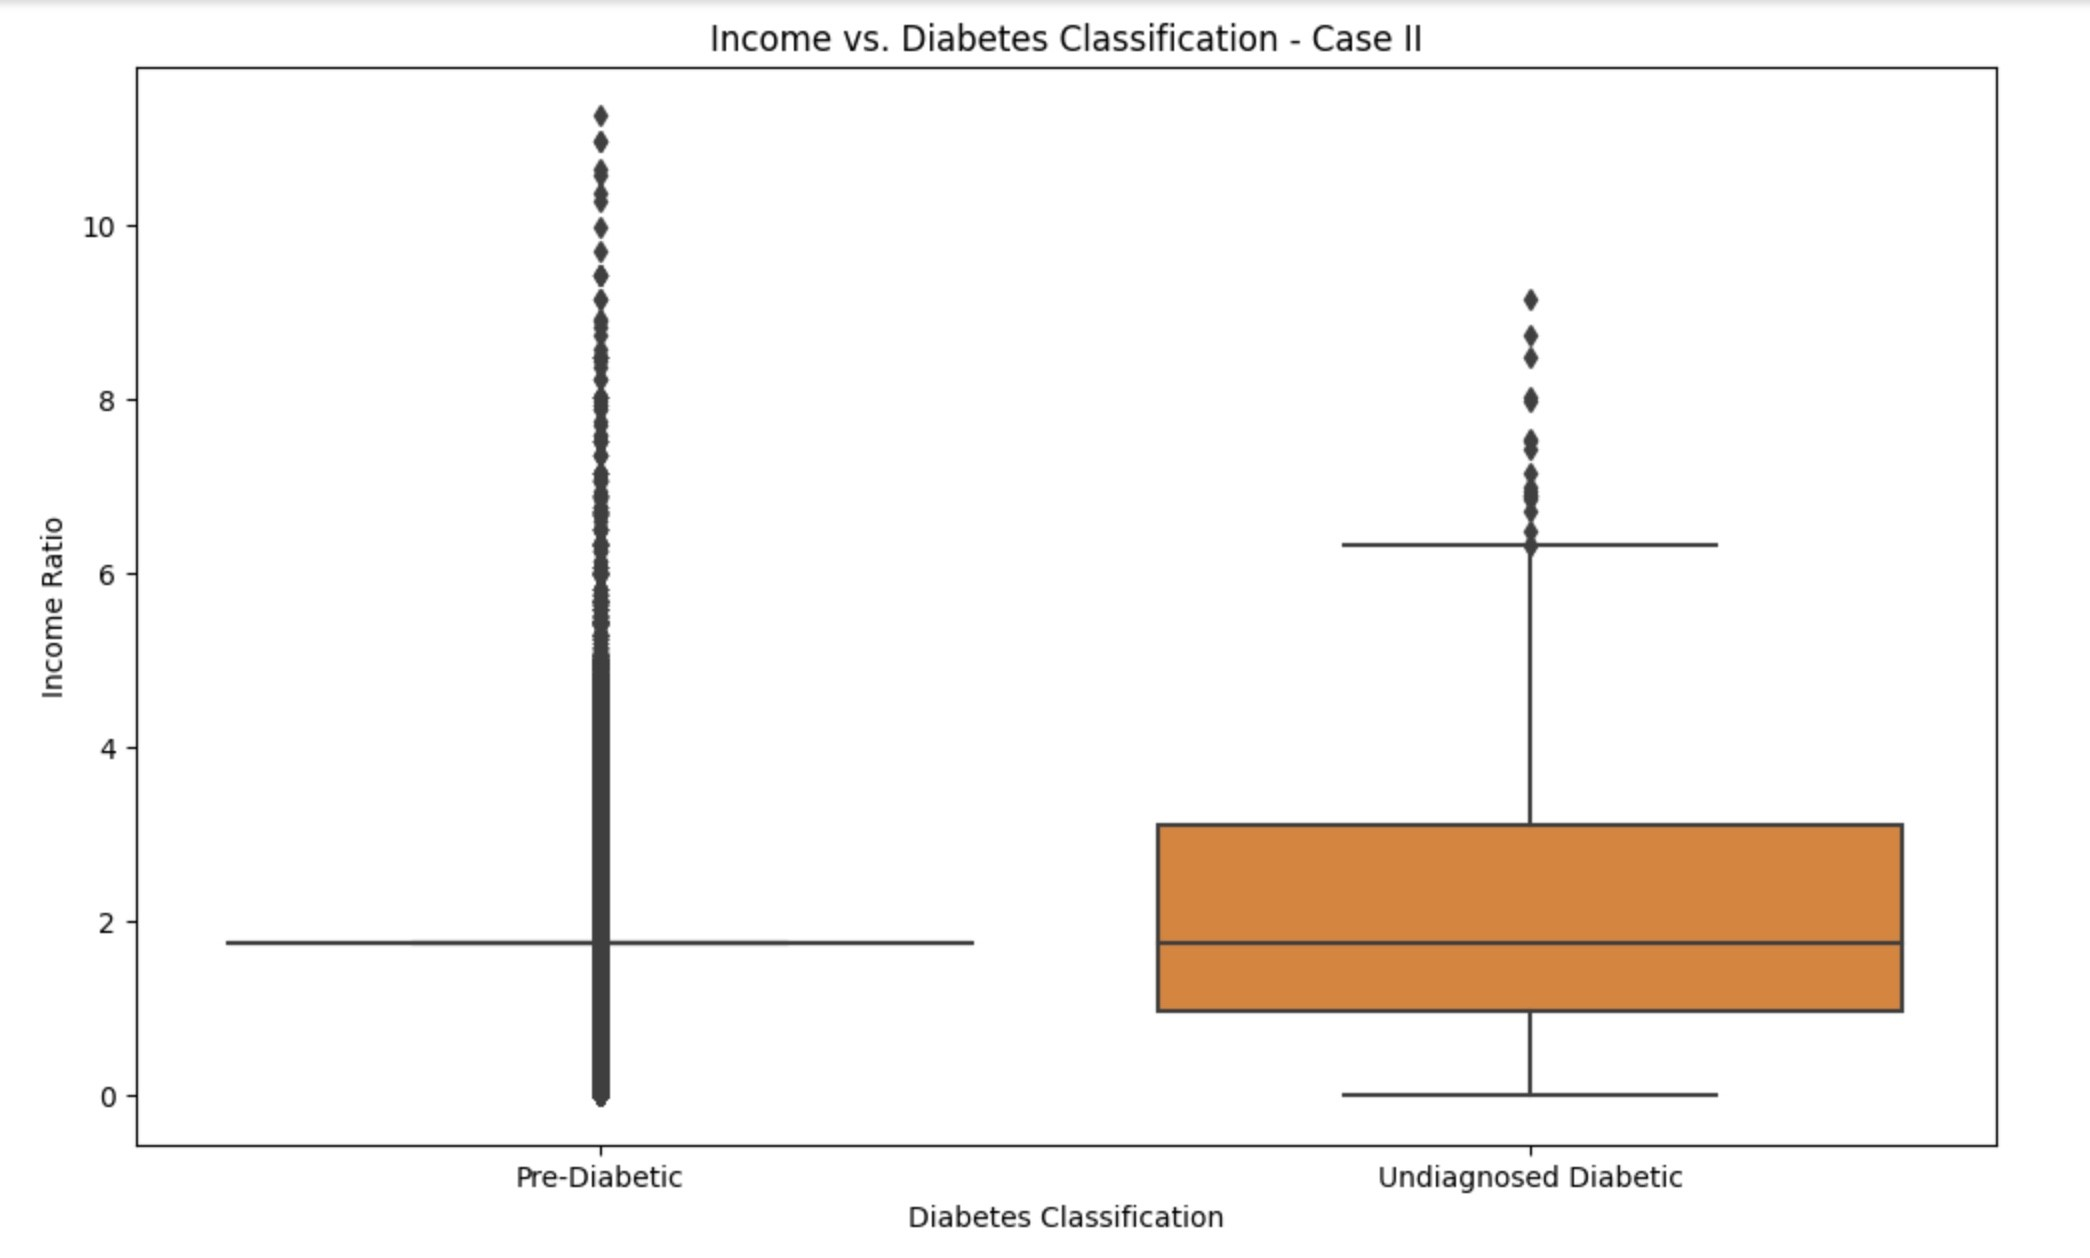 Income vs. Diabetes Classification - Case II
10
8
6
4
2
0
Income Ratio
Pre-Diabetic
Undiagnosed Diabetic
Diabetes Classification